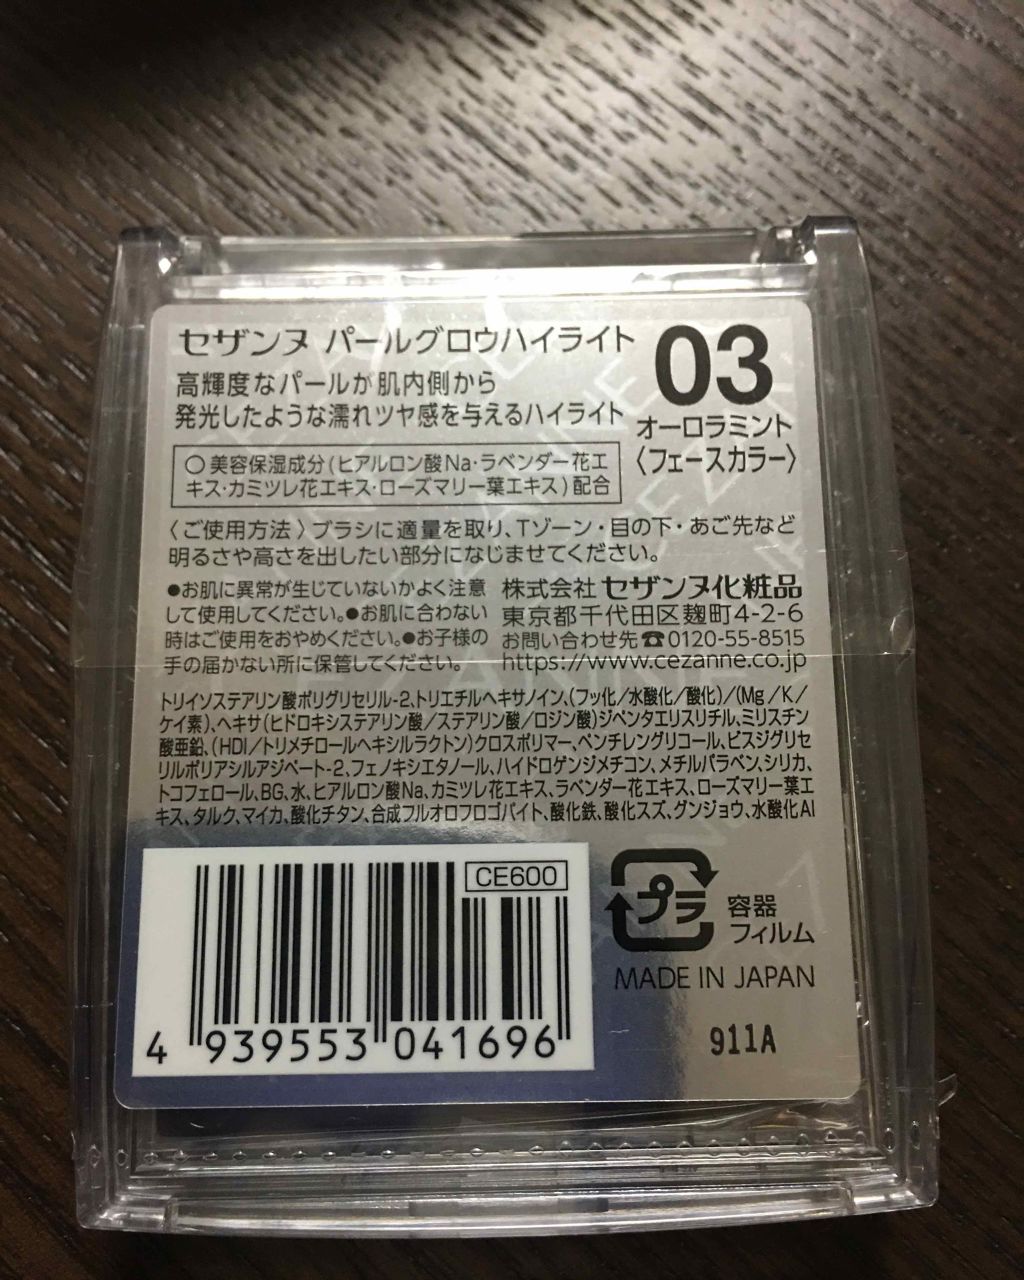 セザンヌ パールグロウハイライト
03
高輝度なパールが肌内側から
発光したような濡れツヤ感を与えるハイライト
オーロラミント
〈フェースカラー〉
○美容保湿成分(ヒアルロン酸Na・ラベンダー花エ
キス・カミツレ花エキス・ローズマリー葉エキス)配合
〈ご使用方法〉ブラシに適量を取り、Tゾーン・目の下・あご先など
明るさや高さを出したい部分になじませてください。
●お肌に異常が生じていないかよく注意
して使用してください。●お肌に合わない
時はご使用をおやめください。●お子様の
手の届かない所に保管してください。
株式会社 セザンヌ化粧品
東京都千代田区麹町4-2-6
お問い合わせ先☎0120-55-8515
https://www.cezanne.co.jp
トリイソステアリン酸ポリグリセリル-2、トリエチルヘキサノイン、(フッ化/水酸化/酸化)/(Mg/K/
ケイ素)、ヘキサ(ヒドロキシステアリン酸/ステアリン酸/ロジン酸)ジペンタエリスリチル、ミリスチン
酸亜鉛、(HDI/トリメチロールヘキシルラクトン)クロスポリマー、ペンチレングリコール、ビスジグリセ
リルポリアシルアジペート-2、フェノキシエタノール、ハイドロゲンジメチコン、メチルパラベン、シリカ、
トコフェロール、BG、水、ヒアルロン酸Na、カミツレ花エキス、ラベンダー花エキス、ローズマリー葉エ
キス、タルク、マイカ、酸化チタン、合成フルオロフロゴパイト、酸化鉄、酸化スズ、グンジョウ、水酸化Al
CE600
4 939553 041696
プラ
容器
フィルム
MADE IN JAPAN
911A